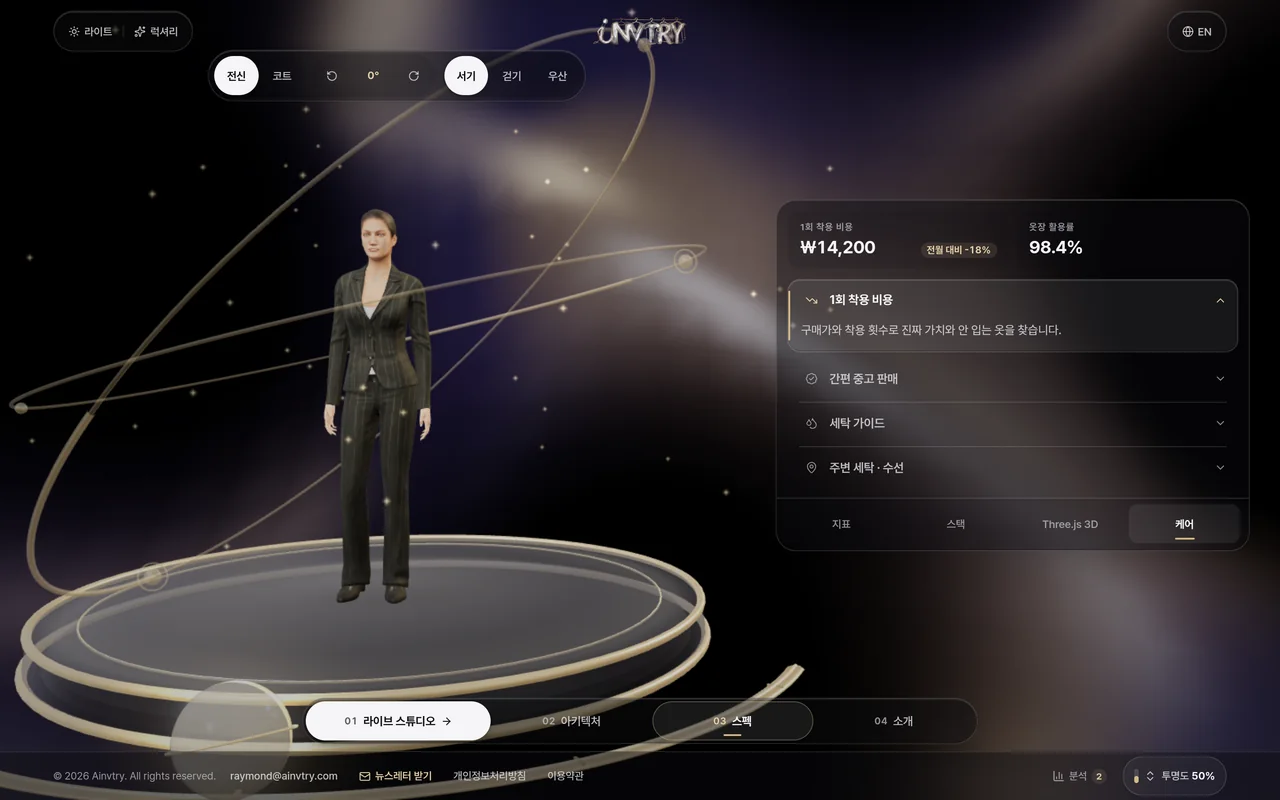 라이트
럭셔리
iNVTRY
EN
전신
코트
0°
서기
걷기
우산
1회 착용 비용
₩14,200
전월 대비 -18%
옷장 활용률
98.4%
1회 착용 비용
구매가와 착용 횟수로 진짜 가치와 안 입는 옷을 찾습니다.
간편 중고 판매
세탁 가이드
주변 세탁 · 수선
지표
스택
Three.js 3D
케어
01 라이브 스튜디오 →
02 아키텍처
03 스펙
04 소개
© 2026 Ainvtry. All rights reserved.
raymond@ainvtry.com
뉴스레터 받기
개인정보처리방침
이용약관
분석 2
투명도 50%